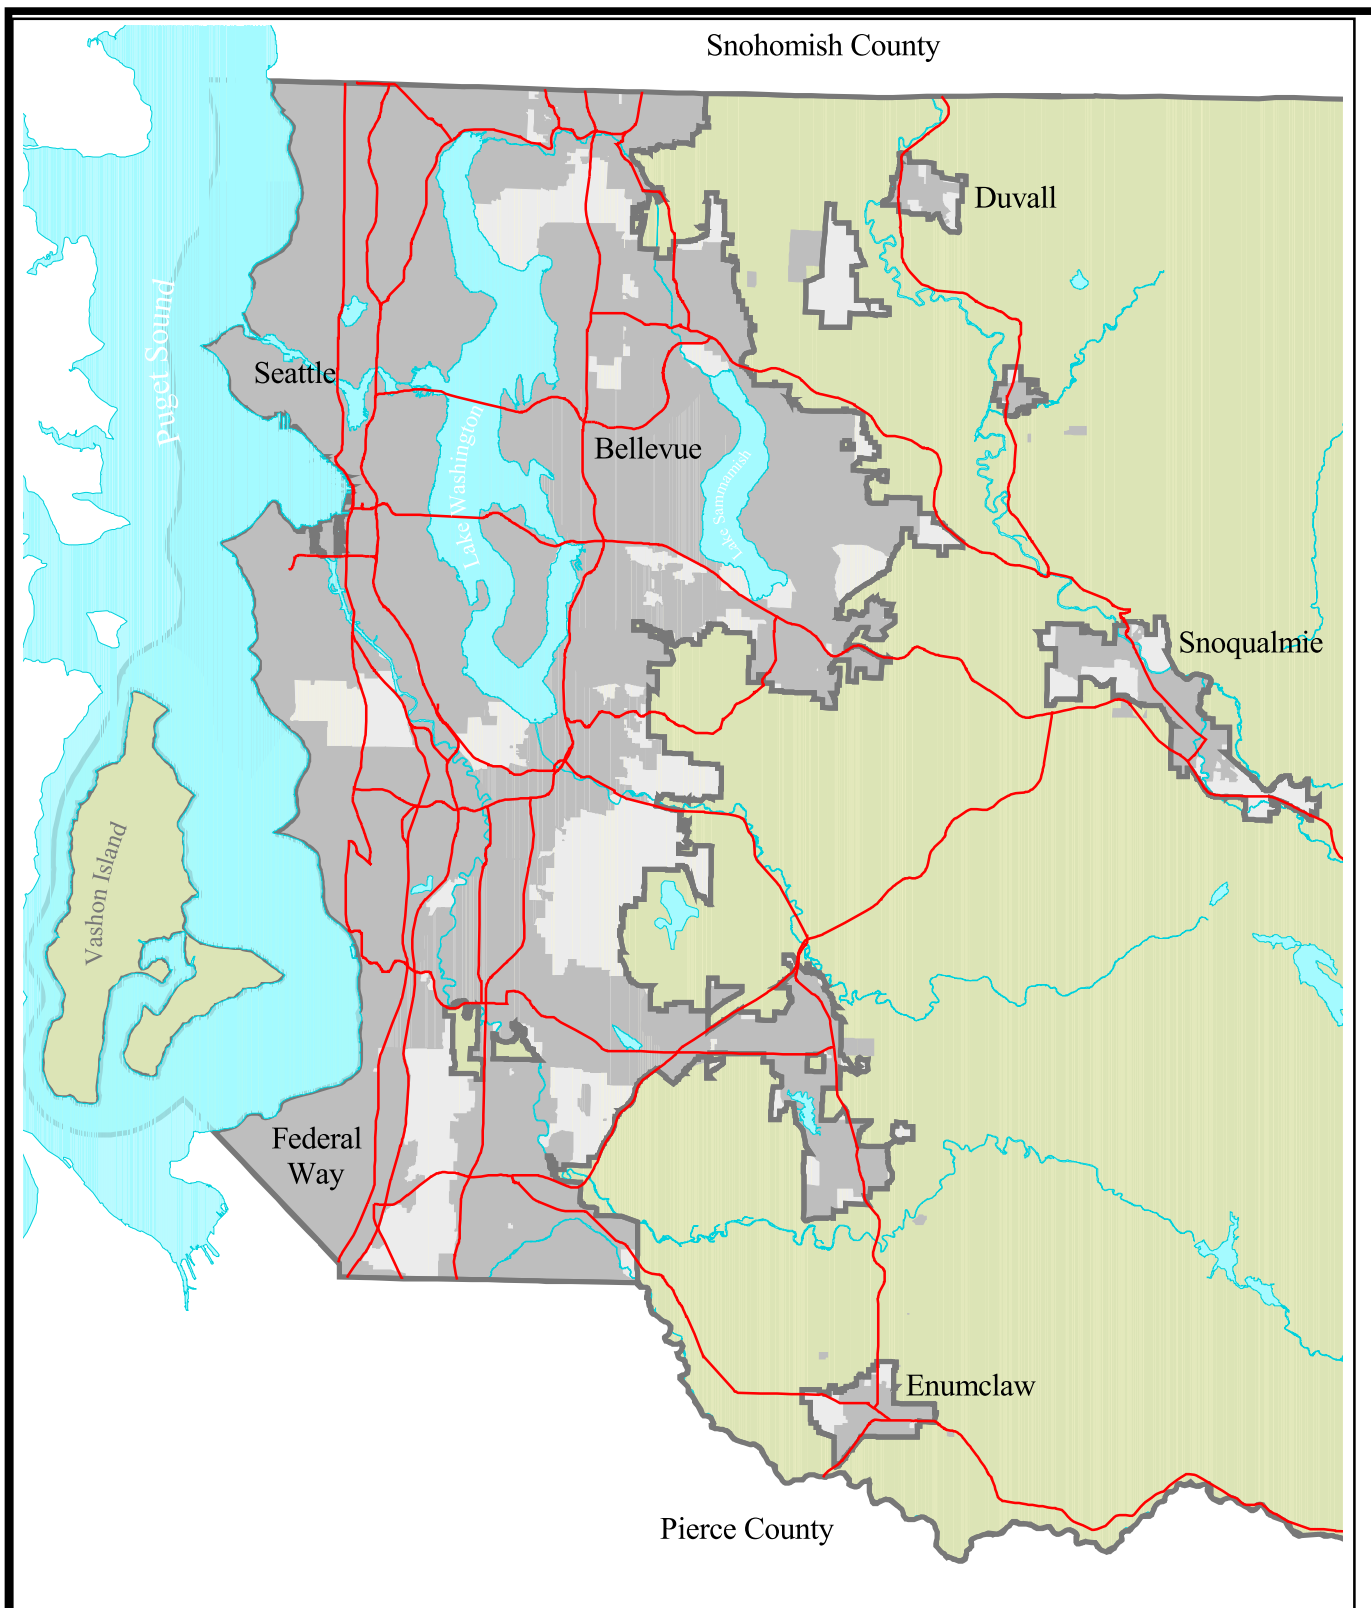 Snohomish County
Duvall
Puget Sound
Seattle
Lake Washington
Bellevue
Lake Sammamish
Snoqualmie
Vashon Island
Federal
Way
Enumclaw
Pierce County